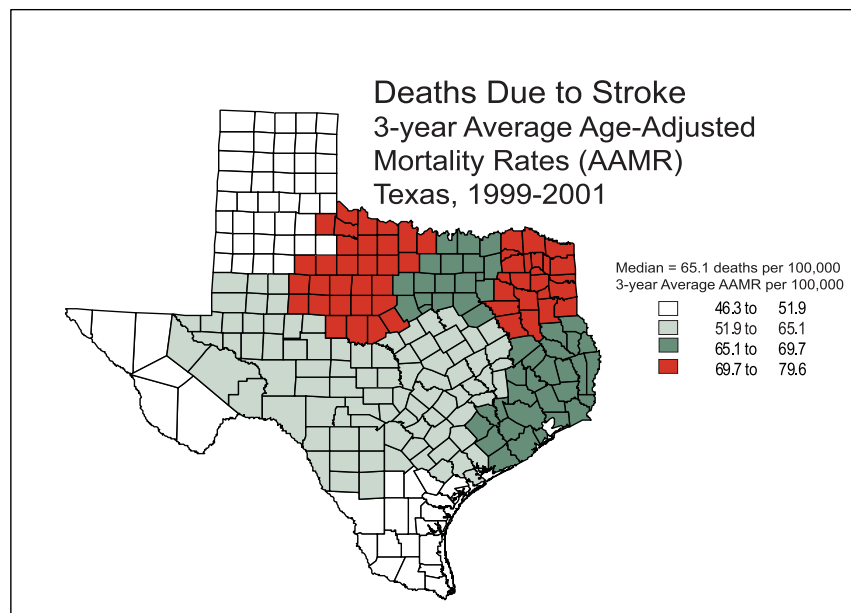 Deaths Due to Stroke
3-year Average Age-Adjusted
Mortality Rates (AAMR)
Texas, 1999-2001
Median = 65.1 deaths per 100,000
3-year Average AAMR per 100,000
46.3 to 51.9
51.9 to 65.1
65.1 to 69.7
69.7 to 79.6